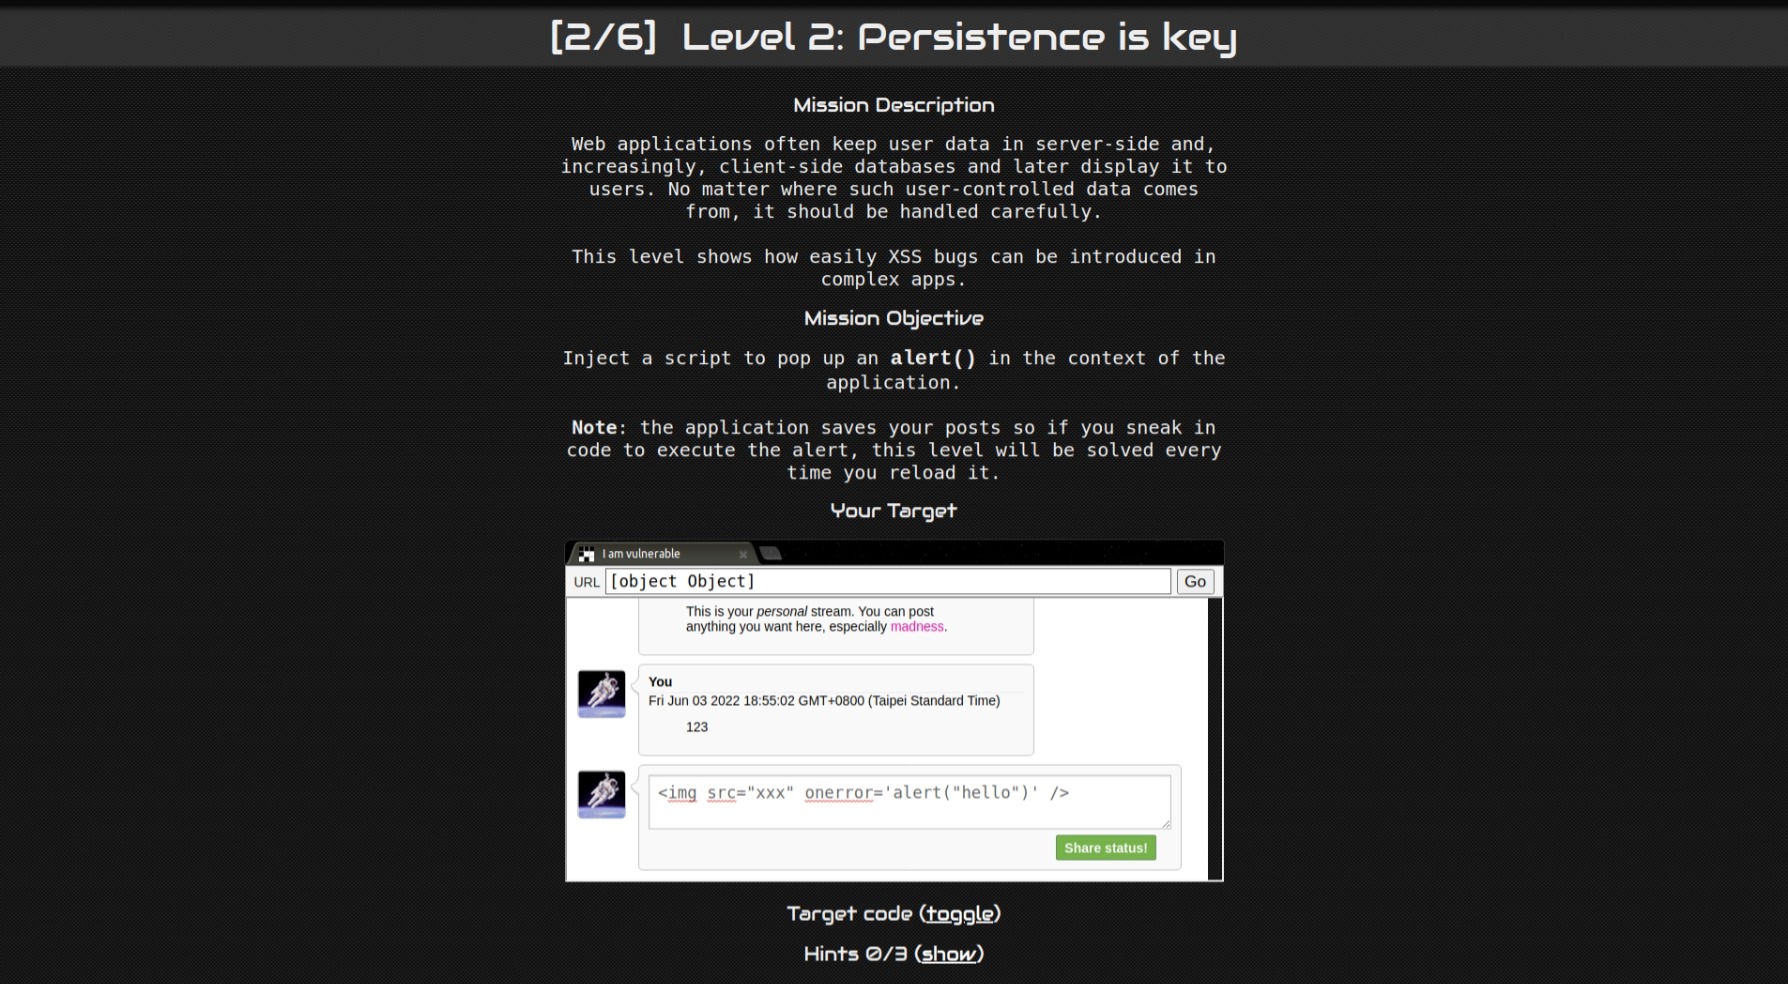 [2/6]  Level 2: Persistence is key
Mission Description
Web applications often keep user data in server-side and,
increasingly, client-side databases and later display it to
users. No matter where such user-controlled data comes
from, it should be handled carefully.
This level shows how easily XSS bugs can be introduced in
complex apps.
Mission Objective
Inject a script to pop up an alert() in the context of the
application.
Note: the application saves your posts so if you sneak in
code to execute the alert, this level will be solved every
time you reload it.
Your Target
I am vulnerable
URL [object Object] Go
This is your personal stream. You can post
anything you want here, especially madness.
You
Fri Jun 03 2022 18:55:02 GMT+0800 (Taipei Standard Time)
123
<img src="xxx" onerror='alert("hello")' />
Share status!
Target code (toggle)
Hints 0/3 (show)